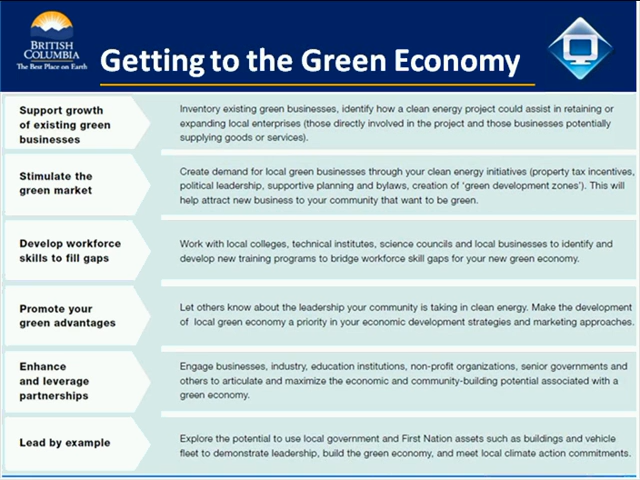 BRITISH
COLUMBIA
The Best Place on Earth
Getting to the Green Economy
Support growth
of existing green
businesses
Inventory existing green businesses, identify how a clean energy project could assist in retaining or
expanding local enterprises (those directly involved in the project and those businesses potentially
supplying goods or services).
Stimulate the
green market
Create demand for local green businesses through your clean energy initiatives (property tax incentives,
political leadership, supportive planning and bylaws, creation of 'green development zones'). This will
help attract new business to your community that want to be green.
Develop workforce
skills to fill gaps
Work with local colleges, technical institutes, science councils and local businesses to identify and
develop new training programs to bridge workforce skill gaps for your new green economy.
Promote your
green advantages
Let others know about the leadership your community is taking in clean energy. Make the development
of local green economy a priority in your economic development strategies and marketing approaches.
Enhance
and leverage
partnerships
Engage businesses, industry, education institutions, non-profit organizations, senior governments and
others to articulate and maximize the economic and community-building potential associated with a
green economy.
Lead by example
Explore the potential to use local government and First Nation assets such as buildings and vehicle
fleet to demonstrate leadership, build the green economy, and meet local climate action commitments.